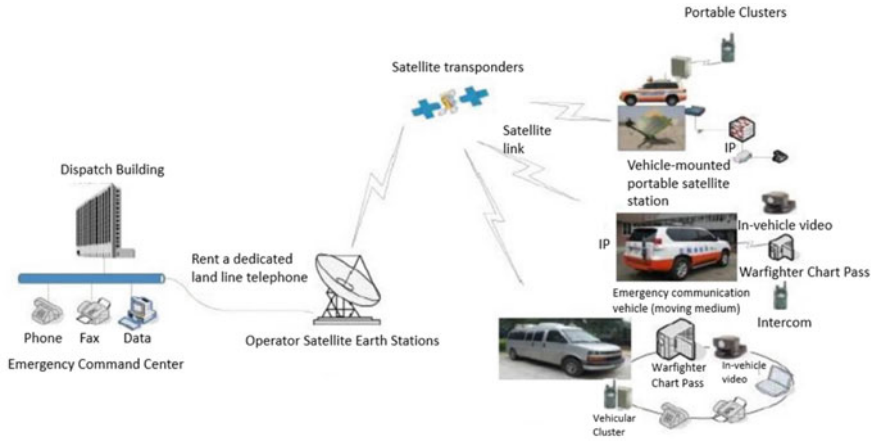 Portable Clusters
Satellite transponders
Satellite
link
IP
Vehicle-mounted
portable satellite
station
Dispatch Building
In-vehicle video
IP
Rent a dedicated
land line telephone
Warfighter Chart Pass
Emergency communication
vehicle (moving medium)
Intercom
Phone Fax Data
Operator Satellite Earth Stations
Emergency Command Center
Warfighter
Chart Pass
In-vehicle
video
Vehicular
Cluster